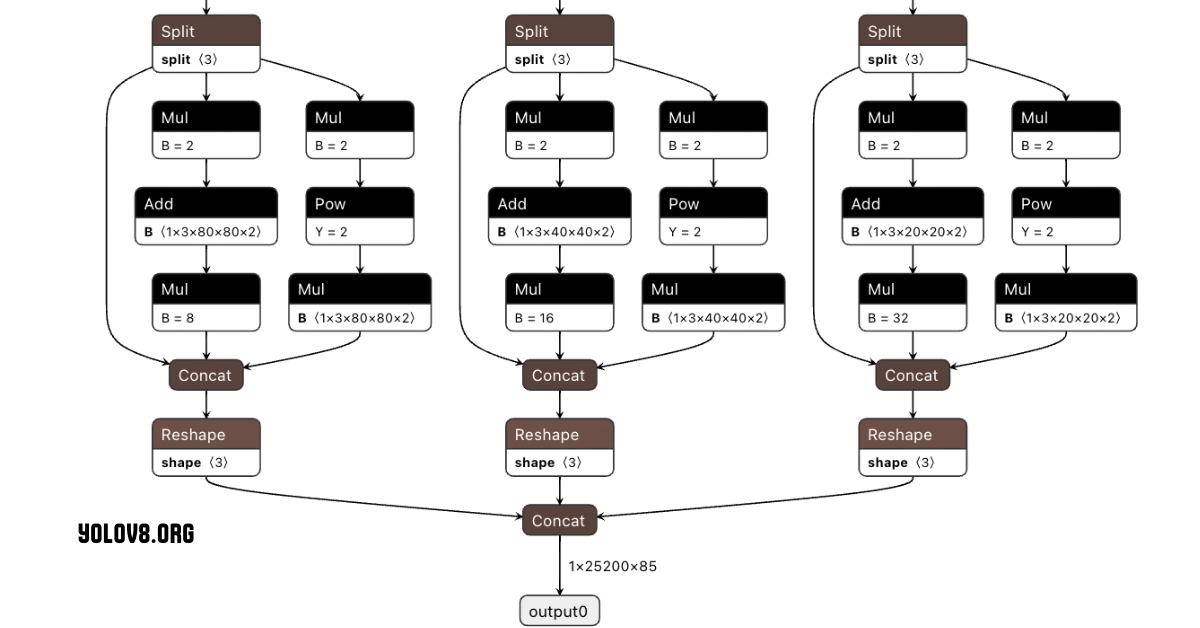 Split Split Split
split ⟨3⟩ split ⟨3⟩ split ⟨3⟩
Mul Mul Mul Mul Mul Mul
B = 2 B = 2 B = 2 B = 2 B = 2 B = 2
Add Pow Add Pow Add Pow
B ⟨1×3×80×80×2⟩ Y = 2 B ⟨1×3×40×40×2⟩ Y = 2 B ⟨1×3×20×20×2⟩ Y = 2
Mul Mul Mul Mul Mul Mul
B = 8 B ⟨1×3×80×80×2⟩ B = 16 B ⟨1×3×40×40×2⟩ B = 32 B ⟨1×3×20×20×2⟩
Concat Concat Concat
Reshape Reshape Reshape
shape ⟨3⟩ shape ⟨3⟩ shape ⟨3⟩
Concat
YOLOV8.ORG
1×25200×85
output0